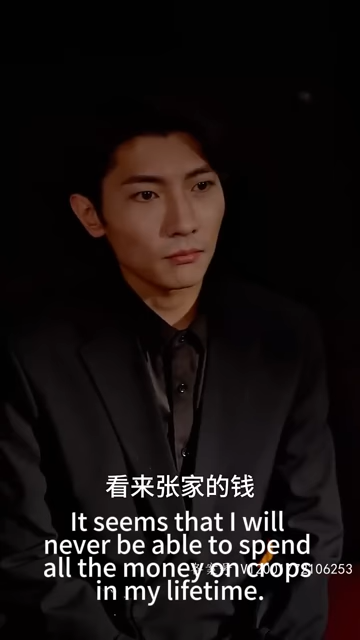 看来张家的钱
It seems that I will
never be able to spend
all the money on crops
in my lifetime.